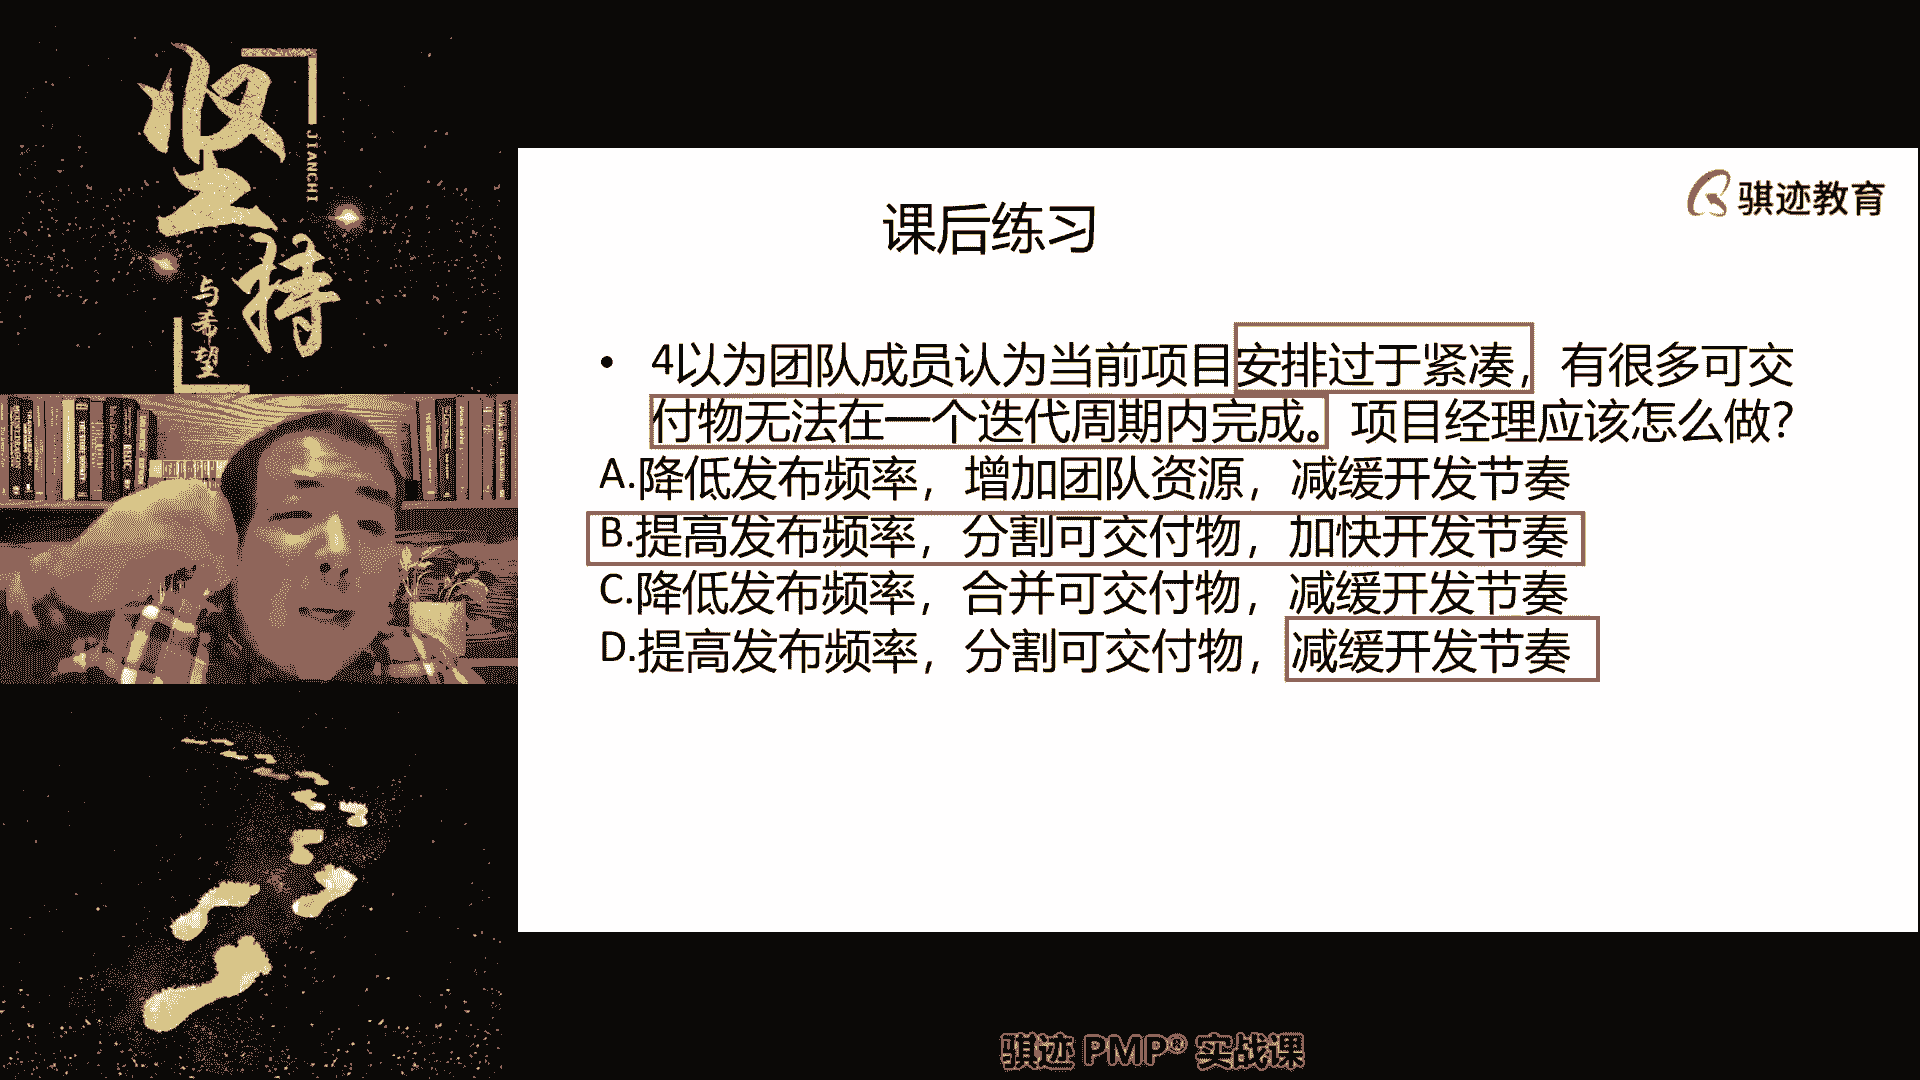 坚持
JIANCHI
与希望
骐迹教育
课后练习
• 4以为团队成员认为当前项目安排过于紧凑，有很多可交
付物无法在一个迭代周期内完成。项目经理应该怎么做？
A.降低发布频率，增加团队资源，减缓开发节奏
B.提高发布频率，分割可交付物，加快开发节奏
C.降低发布频率，合并可交付物，减缓开发节奏
D.提高发布频率，分割可交付物，减缓开发节奏
骐迹 PMP® 实战课